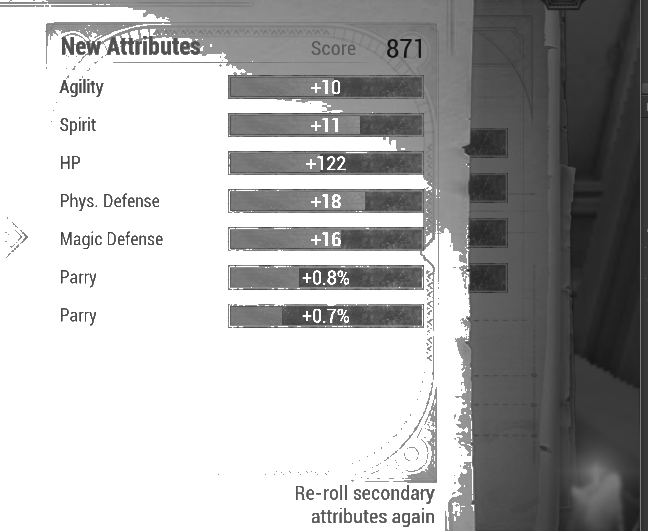 New Attributes Score 871
Agility +10
Spirit +11
HP +122
Phys. Defense +18
Magic Defense +16
Parry +0.8%
Parry +0.7%
Re-roll secondary
attributes again